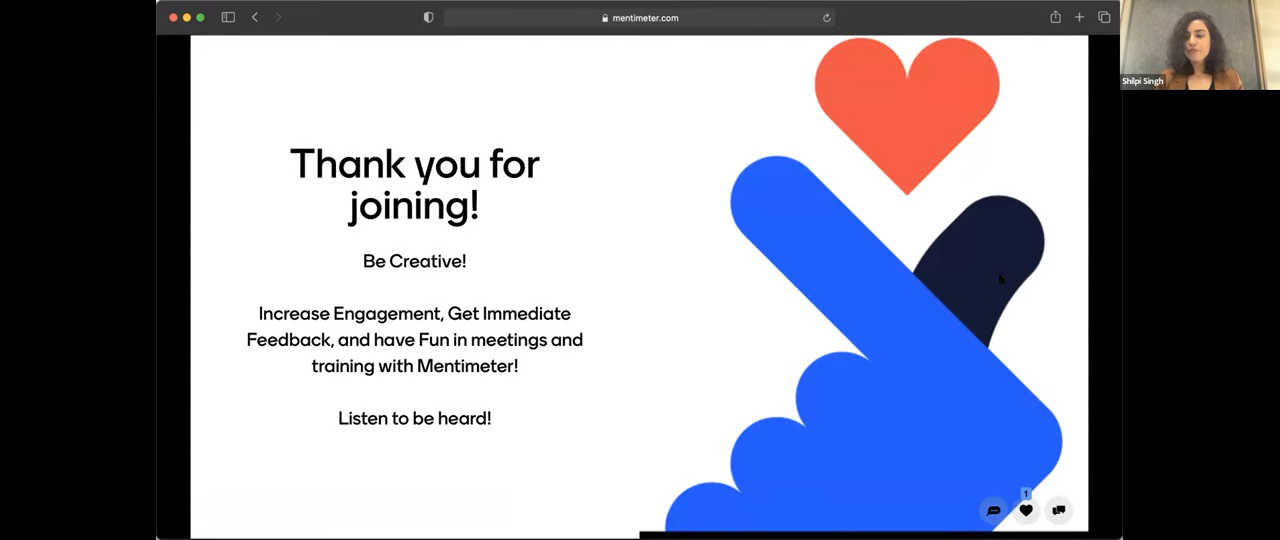 mentimeter.com
Shilpi Singh
Thank you for
joining!
Be Creative!
Increase Engagement, Get Immediate
Feedback, and have Fun in meetings and
training with Mentimeter!
Listen to be heard!
1